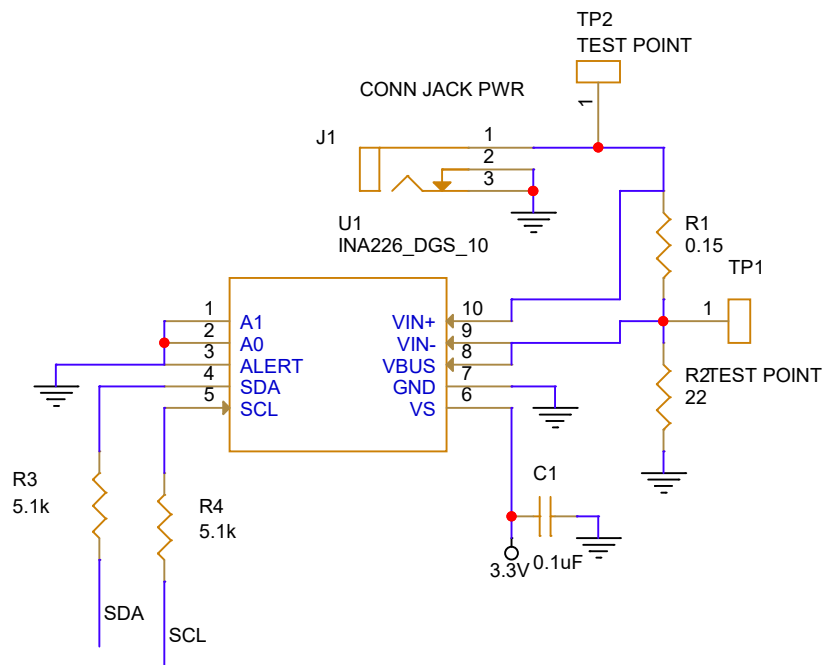 TP2
TEST POINT
1
CONN JACK PWR
J1
1
2
3
U1
INA226_DGS_10
R1
0.15
TP1
1
1
A1
2
A0
3
ALERT
4
SDA
5
SCL
VIN+
10
VIN-
9
VBUS
8
GND
7
VS
6
R2TEST POINT
22
R3
5.1k
R4
5.1k
C1
0.1uF
3.3V
SDA
SCL